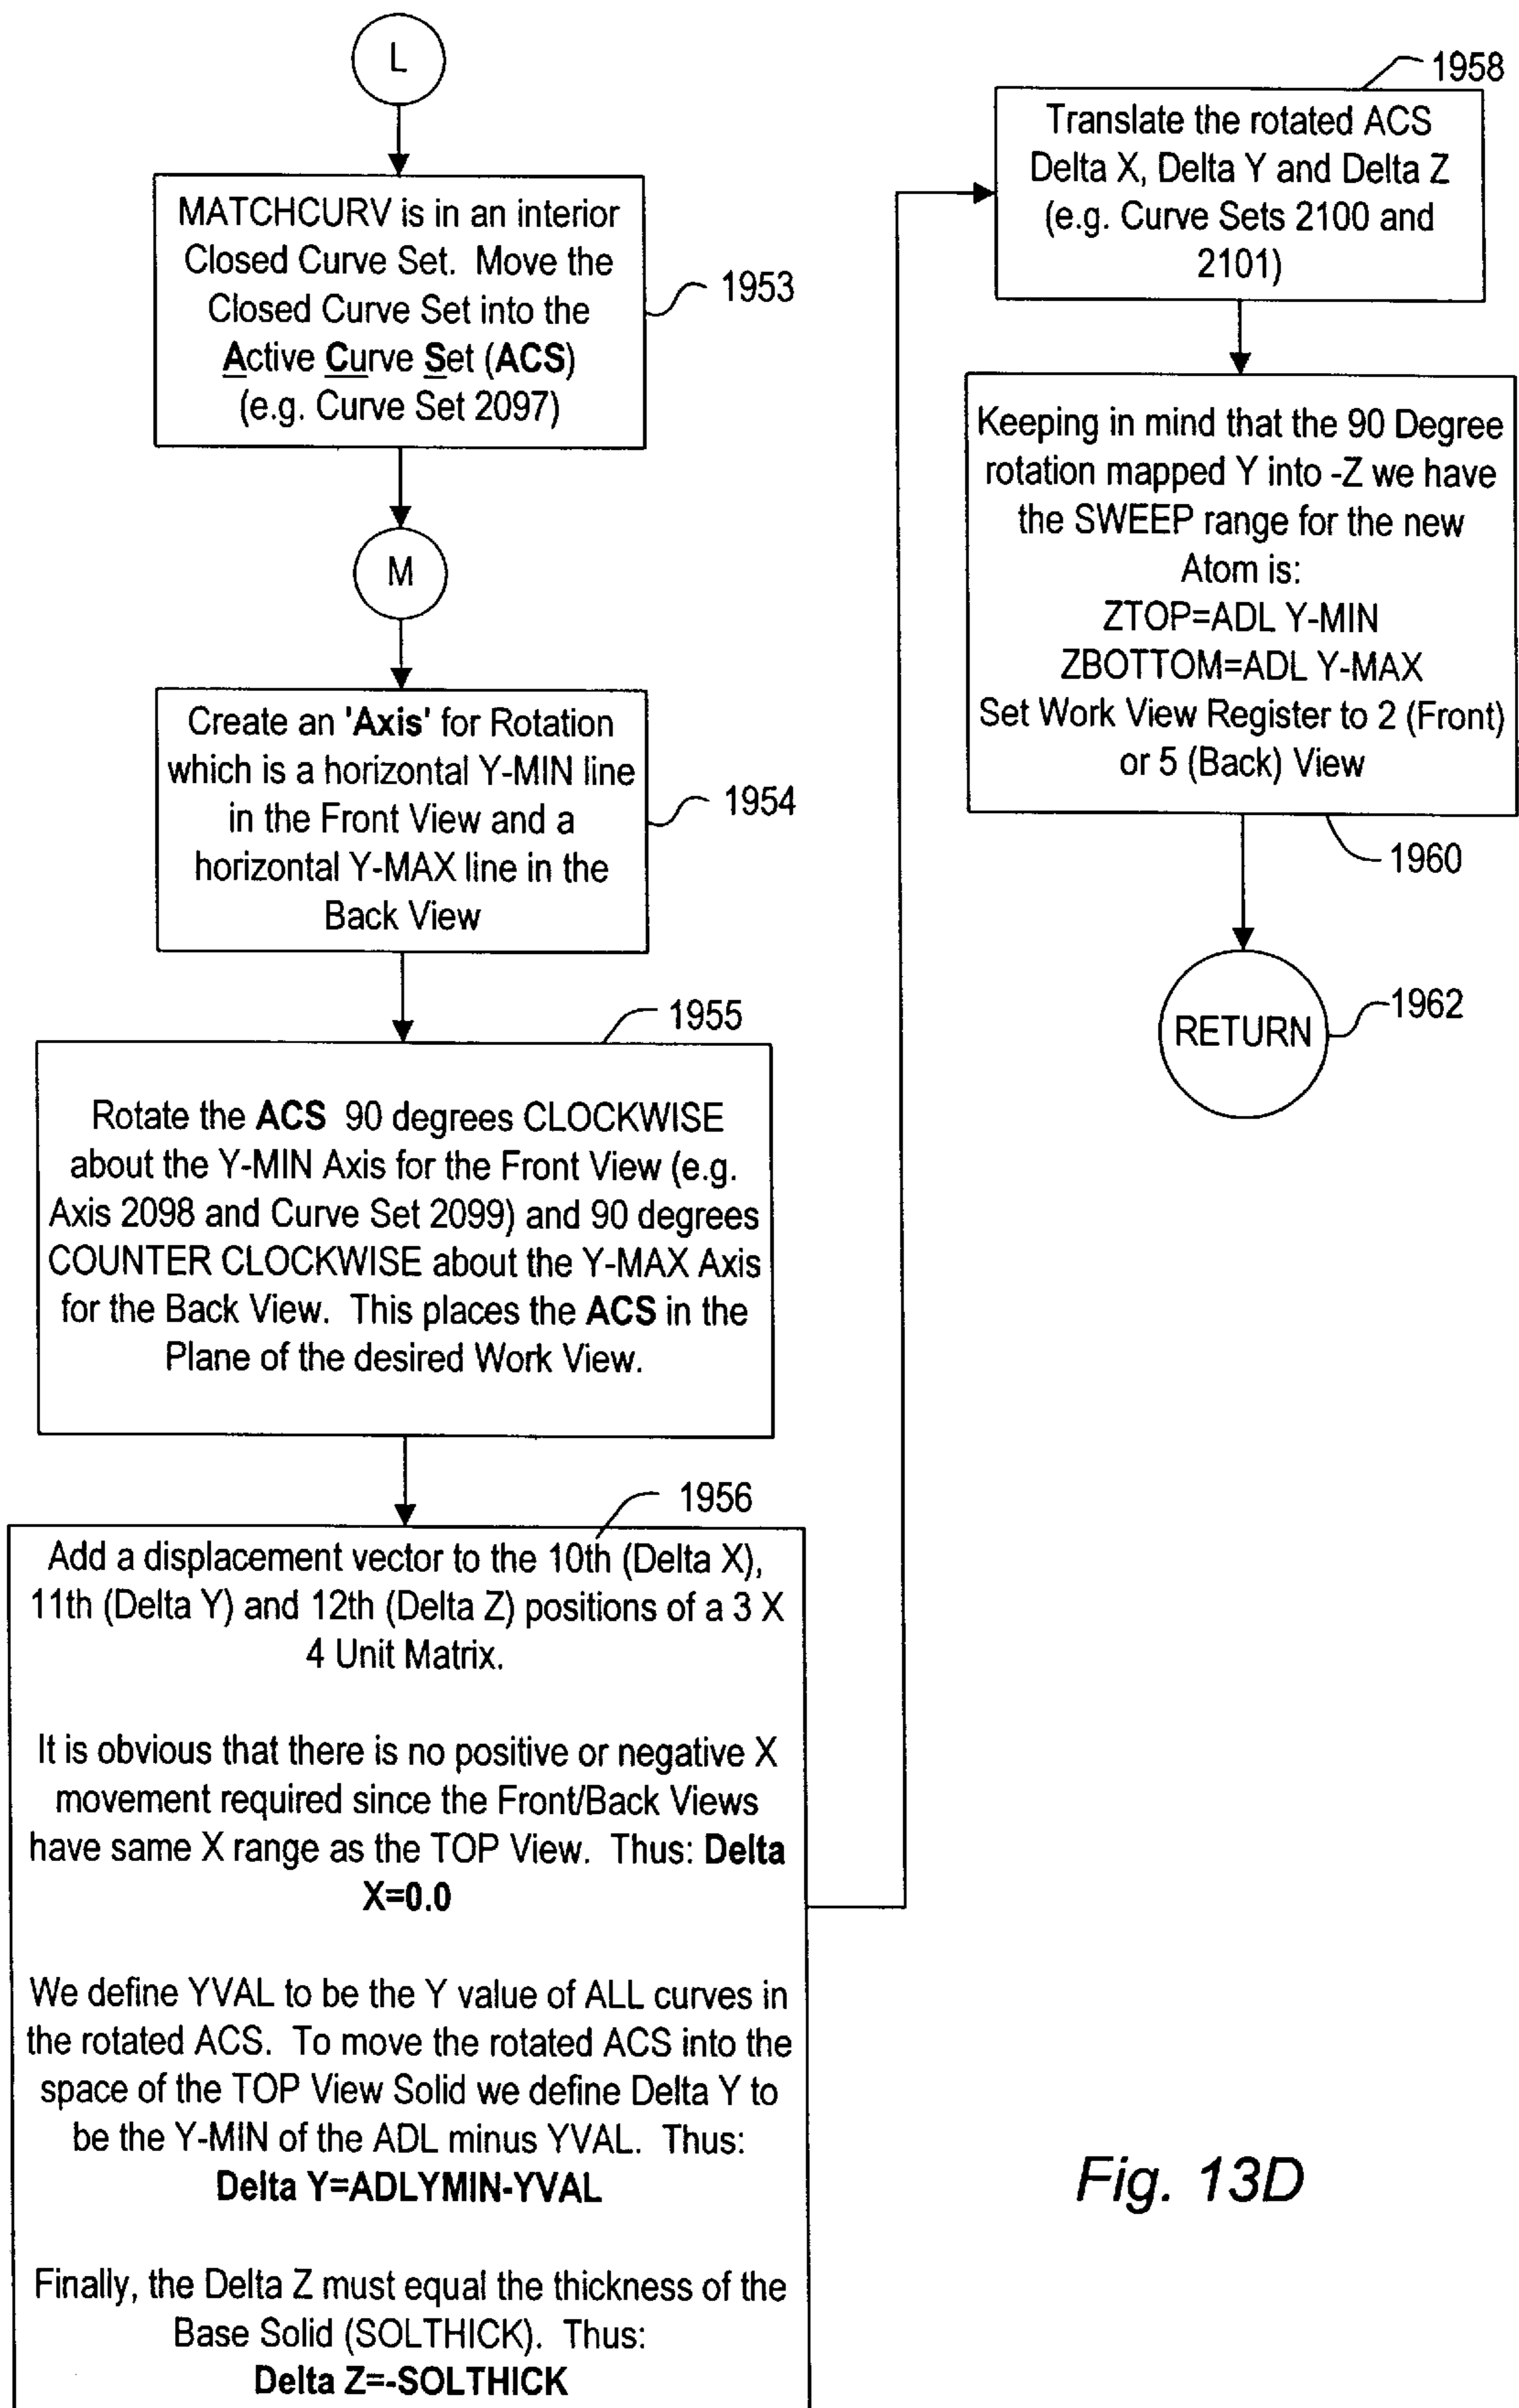 L
MATCHCURV is in an interior
Closed Curve Set. Move the
Closed Curve Set into the
Active Curve Set (ACS)
(e.g. Curve Set 2097)
1953
M
Create an 'Axis' for Rotation
which is a horizontal Y-MIN line
in the Front View and a
horizontal Y-MAX line in the
Back View
1954
1955
Rotate the ACS 90 degrees CLOCKWISE
about the Y-MIN Axis for the Front View (e.g.
Axis 2098 and Curve Set 2099) and 90 degrees
COUNTER CLOCKWISE about the Y-MAX Axis
for the Back View. This places the ACS in the
Plane of the desired Work View.
1956
Add a displacement vector to the 10th (Delta X),
11th (Delta Y) and 12th (Delta Z) positions of a 3 X
4 Unit Matrix.
It is obvious that there is no positive or negative X
movement required since the Front/Back Views
have same X range as the TOP View. Thus: Delta
X=0.0
We define YVAL to be the Y value of ALL curves in
the rotated ACS. To move the rotated ACS into the
space of the TOP View Solid we define Delta Y to
be the Y-MIN of the ADL minus YVAL. Thus:
Delta Y=ADLYMIN-YVAL
Finally, the Delta Z must equal the thickness of the
Base Solid (SOLTHICK). Thus:
Delta Z=-SOLTHICK
1958
Translate the rotated ACS
Delta X, Delta Y and Delta Z
(e.g. Curve Sets 2100 and
2101)
Keeping in mind that the 90 Degree
rotation mapped Y into -Z we have
the SWEEP range for the new
Atom is:
ZTOP=ADL Y-MIN
ZBOTTOM=ADL Y-MAX
Set Work View Register to 2 (Front)
or 5 (Back) View
1960
RETURN
1962
Fig. 13D